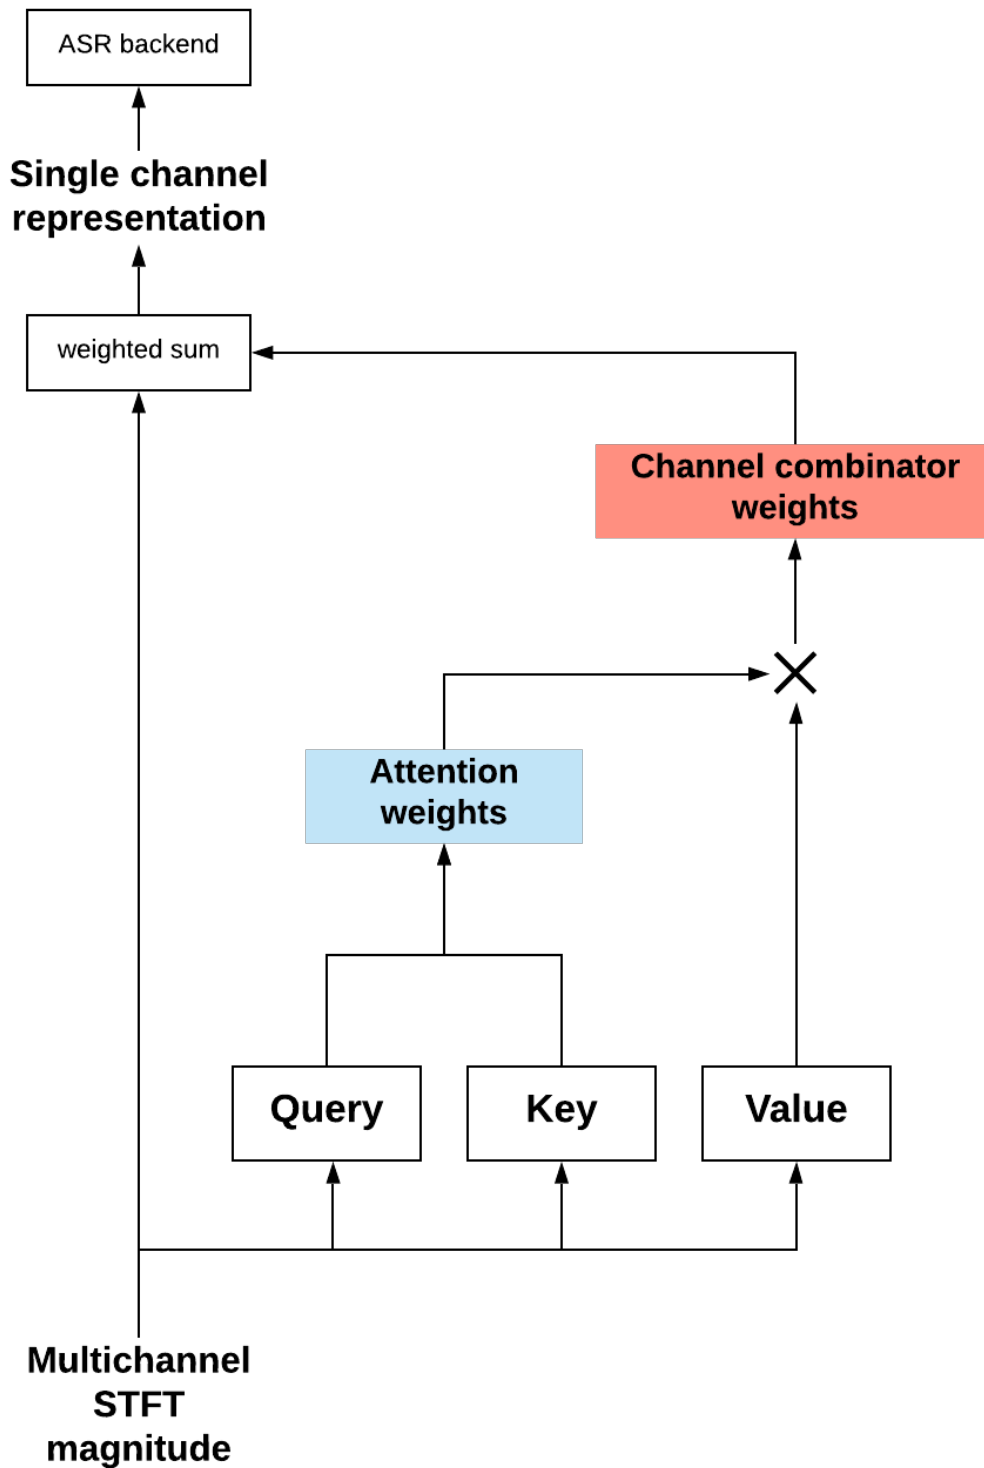 ASR backend
Single channel
representation
weighted sum
Channel combinator
weights
Attention
weights
Query
Key
Value
Multichannel
STFT
magnitude